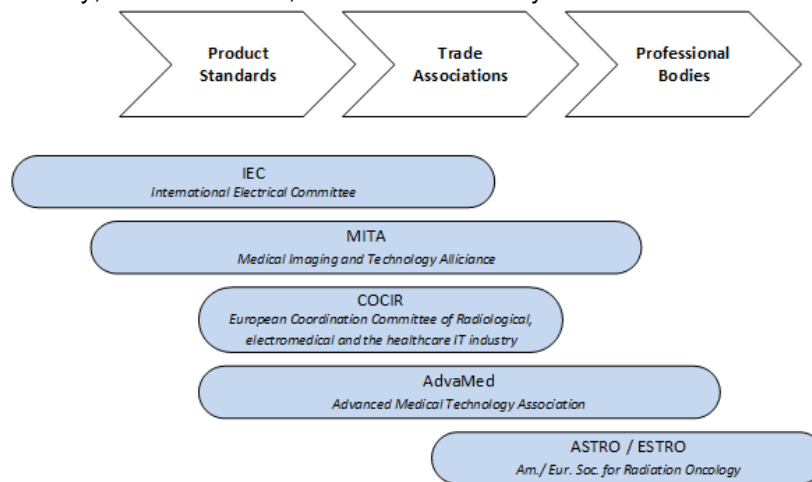 Product
Standards
Trade
Associations
Professional
Bodies
IEC
International Electrical Committee
MITA
Medical Imaging and Technology Alliciance
COCIR
European Coordination Committee of Radiological,
electromedical and the healthcare IT industry
AdvaMed
Advanced Medical Technology Association
ASTRO / ESTRO
Am./ Eur. Soc. for Radiation Oncology